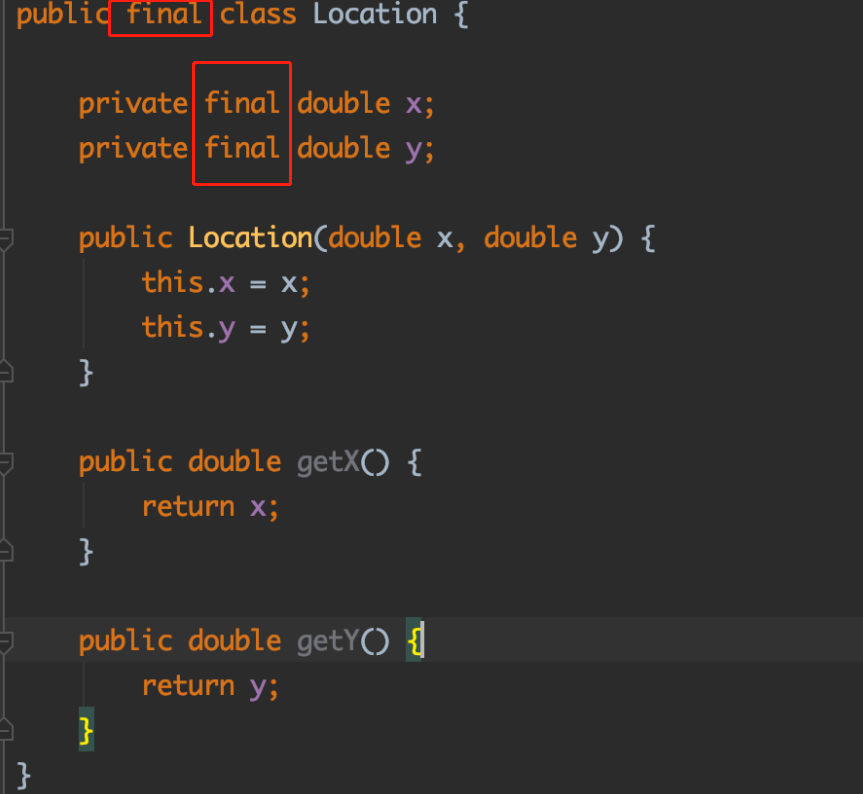 public final class Location {
private final double x;
private final double y;
public Location(double x, double y) {
this.x = x;
this.y = y;
}
public double getX() {
return x;
}
public double getY() {
return y;
}
}